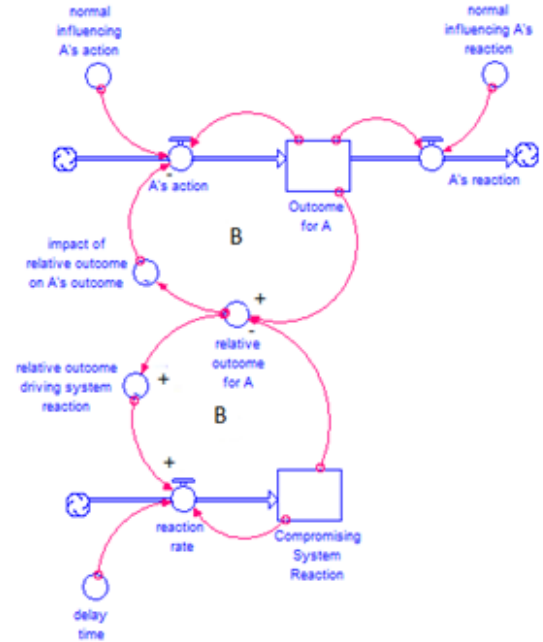 normal
influencing
A's action
normal
influencing A's
reaction
-
A's action
Outcome
for A
A's reaction
B
impact of
relative outcome
on A's outcome
+
-
relative
outcome
for A
relative outcome
driving system
reaction
+
B
+
reaction
rate
Compromising
System
Reaction
delay
time